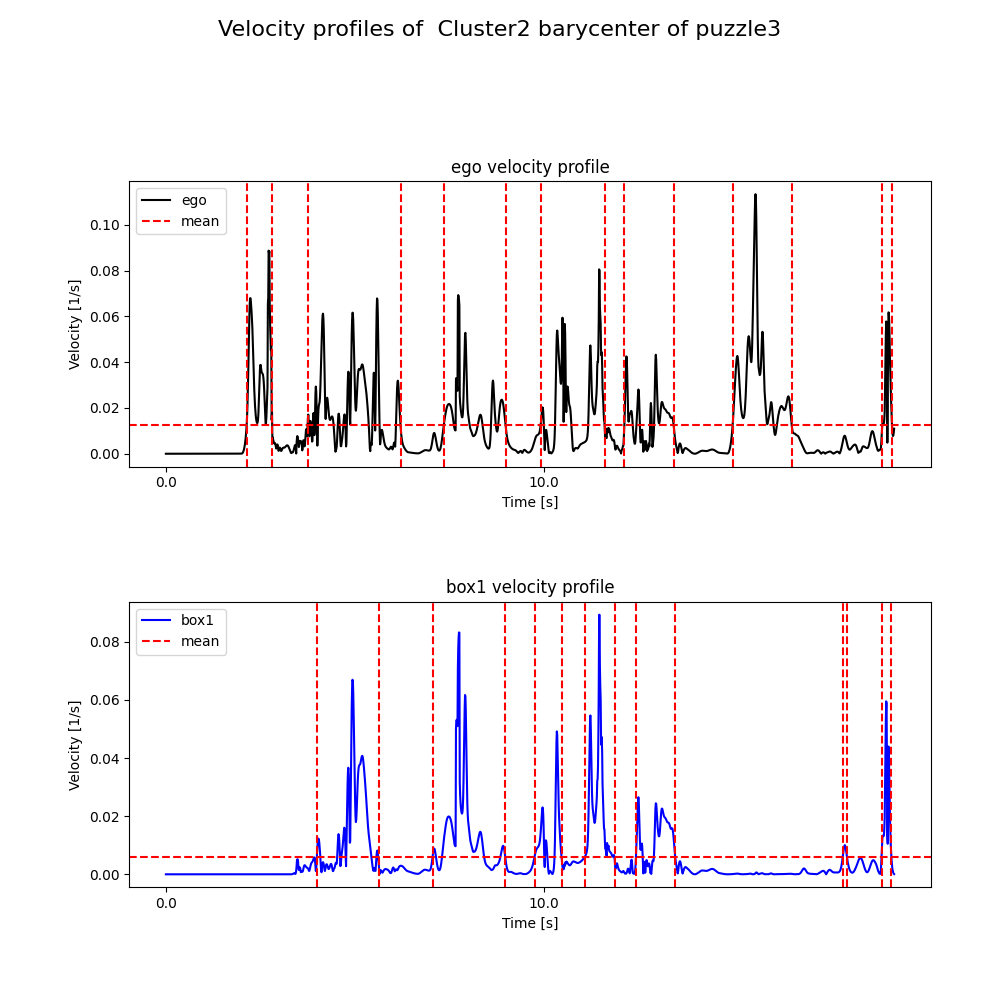 Velocity profiles of  Cluster2 barycenter of puzzle3
ego velocity profile
ego
mean
Velocity [1/s]
0.10
0.08
0.06
0.04
0.02
0.00
0.0
10.0
Time [s]
box1 velocity profile
box1
mean
Velocity [1/s]
0.08
0.06
0.04
0.02
0.00
0.0
10.0
Time [s]